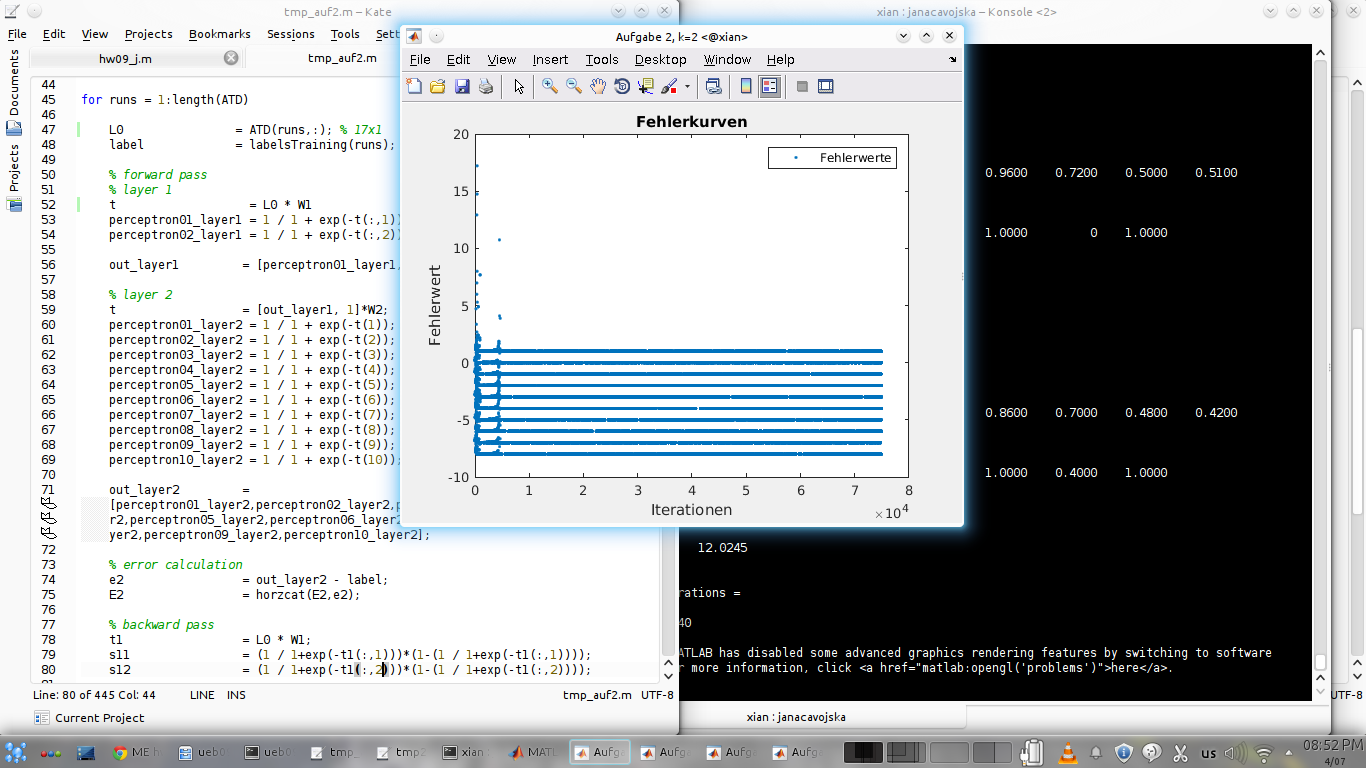 tmp_auf2.m – Kate
File Edit View Projects Bookmarks Sessions Tools
hw09_j.m
tmp_auf2.m
Documents
Projects
44
45 for runs = 1:length(ATD)
46
47 L0 = ATD(runs,:); % 17x1
48 label = labelsTraining(runs);
49
50 % forward pass
51 % layer 1
52 t = L0 * W1
53 perceptron01_layer1 = 1 / 1 + exp(-t(:,1))
54 perceptron02_layer1 = 1 / 1 + exp(-t(:,2))
55
56 out_layer1 = [perceptron01_layer1,
57
58 % layer 2
59 t = [out_layer1, 1]*W2;
60 perceptron01_layer2 = 1 / 1 + exp(-t(1));
61 perceptron02_layer2 = 1 / 1 + exp(-t(2));
62 perceptron03_layer2 = 1 / 1 + exp(-t(3));
63 perceptron04_layer2 = 1 / 1 + exp(-t(4));
64 perceptron05_layer2 = 1 / 1 + exp(-t(5));
65 perceptron06_layer2 = 1 / 1 + exp(-t(6));
66 perceptron07_layer2 = 1 / 1 + exp(-t(7));
67 perceptron08_layer2 = 1 / 1 + exp(-t(8));
68 perceptron09_layer2 = 1 / 1 + exp(-t(9));
69 perceptron10_layer2 = 1 / 1 + exp(-t(10));
70
71 out_layer2 =
[perceptron01_layer2,perceptron02_layer2,
r2,perceptron05_layer2,perceptron06_layer2
yer2,perceptron09_layer2,perceptron10_layer2];
72
73 % error calculation
74 e2 = out_layer2 - label;
75 E2 = horzcat(E2,e2);
76
77 % backward pass
78 t1 = L0 * W1;
79 s11 = (1 / 1+exp(-t1(:,1)))*(1-(1 / 1+exp(-t1(:,1))));
80 s12 = (1 / 1+exp(-t1(:,2)))*(1-(1 / 1+exp(-t1(:,2))));
Line: 80 of 445 Col: 44 LINE INS tmp_auf2.m UTF-8
Current Project
Aufgabe 2, k=2 <@xian>
File Edit View Insert Tools Desktop Window Help
Fehlerkurven
Fehlerwerte
Fehlerwert
20
15
10
5
0
-5
-10
0 1 2 3 4 5 6 7 8
Iterationen
×10^4
xian : janacavojska – Konsole <2>
0.9600 0.7200 0.5000 0.5100
1.0000 0 1.0000
0.8600 0.7000 0.4800 0.4200
1.0000 0.4000 1.0000
12.0245
rations =
40
ATLAB has disabled some advanced graphics rendering features by switching to software
r more information, click <a href="matlab:opengl('problems')">here</a>.
xian : janacavojska
UTF-8
ME h
ueb0
ueb0
tmp_
tmp2
xian
MATL
Aufg
Aufg
Aufg
Aufg
us
08:52 PM
4/07